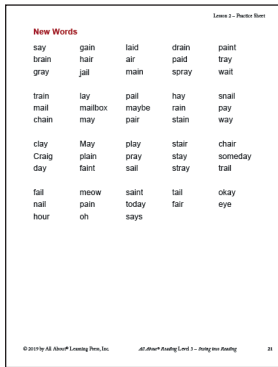 Lesson 2 – Practice Sheet
New Words
say gain laid drain paint
brain hair air paid tray
gray jail main spray wait
train lay pail hay snail
mail mailbox maybe rain pay
chain may pair stain way
clay May play stair chair
Craig plain pray stay someday
day faint sail stray trail
fail meow saint tail okay
nail pain today fair eye
hour oh says
© 2019 by All About® Learning Press, Inc. All About® Reading Level 3 – Diving into Reading 21